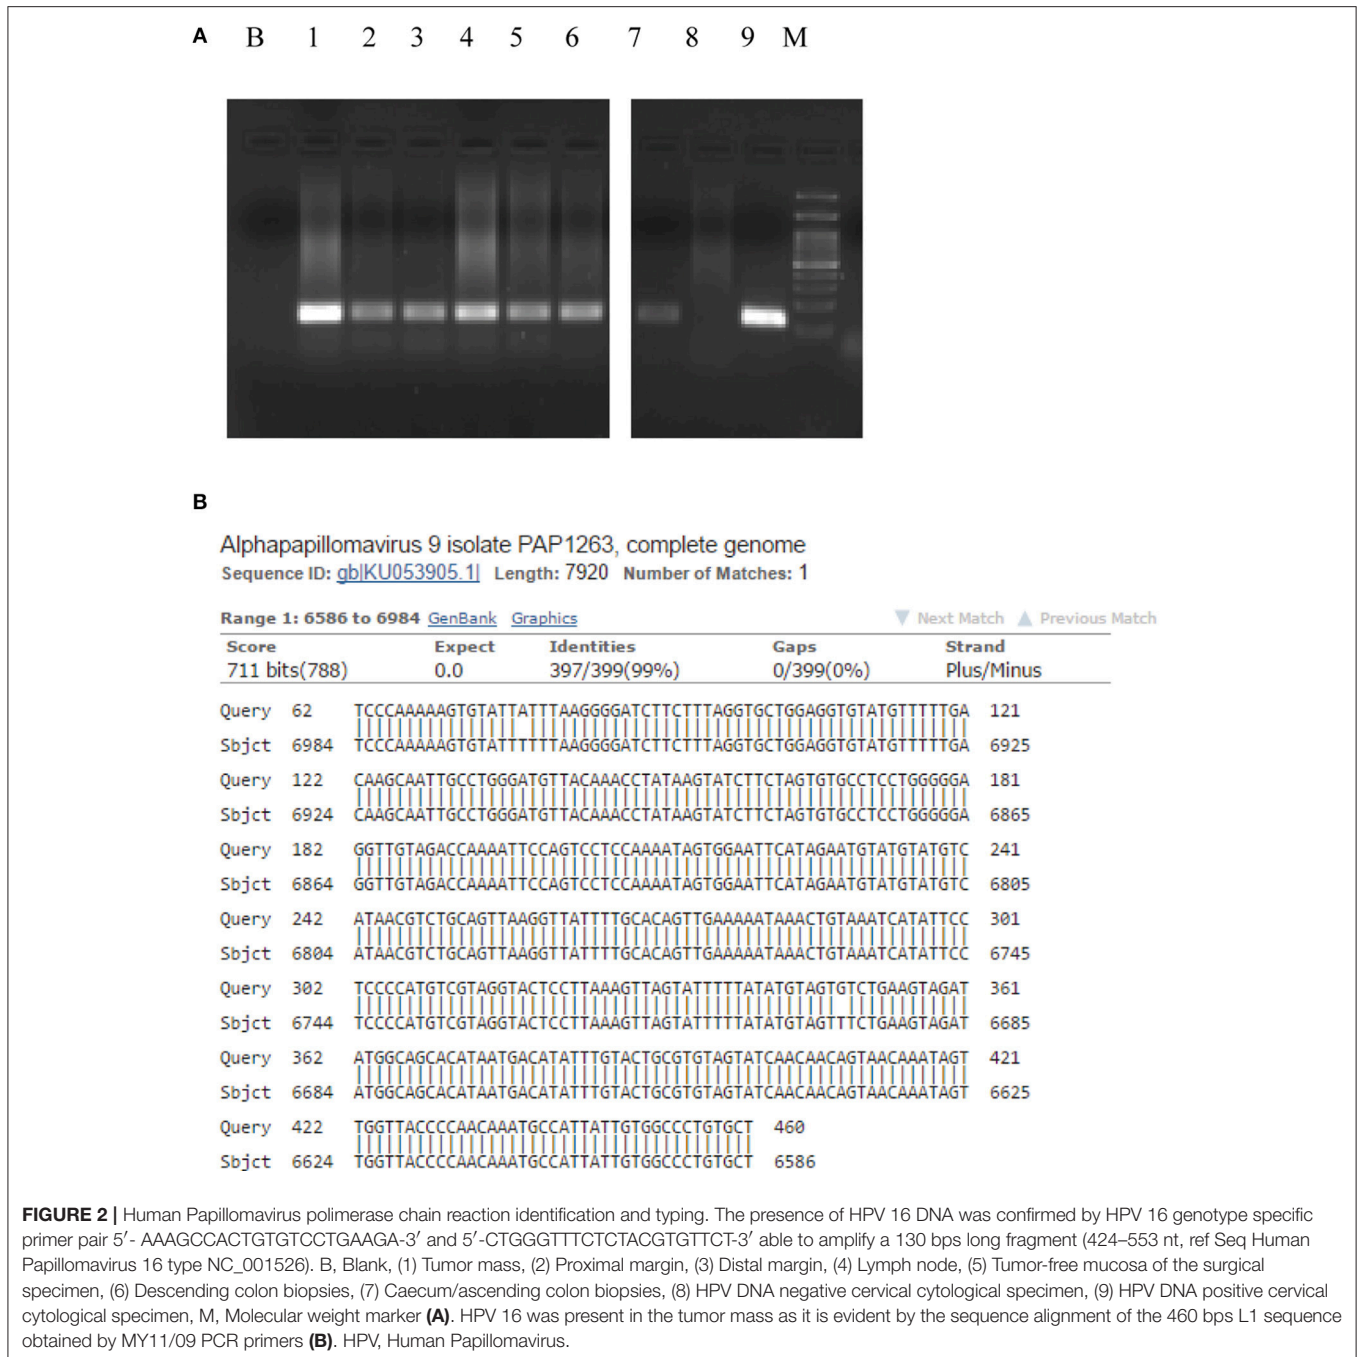 A B 1 2 3 4 5 6 7 8 9 M
B
Alphapapillomavirus 9 isolate PAP1263, complete genome
Sequence ID: gb|KU053905.1| Length: 7920 Number of Matches: 1
Range 1: 6586 to 6984 GenBank Graphics Next Match Previous Match
Score Expect Identities Gaps Strand
711 bits(788) 0.0 397/399(99%) 0/399(0%) Plus/Minus
Query 62 TCCCAAAAAGTGTATTATTTAAGGGGATCTTCTTTAGGTGCTGGAGGTGTATGTTTTTGA 121
Sbjct 6984 TCCCAAAAAGTGTATTTTTTAAGGGGATCTTCTTTAGGTGCTGGAGGTGTATGTTTTTGA 6925
Query 122 CAAGCAATTGCCTGGGATGTTACAAACCTATAAGTATCTTCTAGTGTGCCTCCTGGGGGA 181
Sbjct 6924 CAAGCAATTGCCTGGGATGTTACAAACCTATAAGTATCTTCTAGTGTGCCTCCTGGGGGA 6865
Query 182 GGTTGTAGACCAAAATTCCAGTCCTCCAAAATAGTGGAATTCATAGAATGTATGTATGTC 241
Sbjct 6864 GGTTGTAGACCAAAATTCCAGTCCTCCAAAATAGTGGAATTCATAGAATGTATGTATGTC 6805
Query 242 ATAACGTCTGCAGTTAAGGTTATTTTGCACAGTTGAAAAATAAACTGTAAATCATATTCC 301
Sbjct 6804 ATAACGTCTGCAGTTAAGGTTATTTTGCACAGTTGAAAAATAAACTGTAAATCATATTCC 6745
Query 302 TCCCCATGTCGTAGGTACTCCTTAAAGTTAGTATTTTTATATGTAGTGTCTGAAGTAGAT 361
Sbjct 6744 TCCCCATGTCGTAGGTACTCCTTAAAGTTAGTATTTTTATATGTAGTTTCTGAAGTAGAT 6685
Query 362 ATGGCAGCACATAATGACATATTTGTACTGCGTGTAGTATCAACAACAGTAACAAATAGT 421
Sbjct 6684 ATGGCAGCACATAATGACATATTTGTACTGCGTGTAGTATCAACAACAGTAACAAATAGT 6625
Query 422 TGGTTACCCCAACAAATGCCATTATTGTGGCCCTGTGCT 460
Sbjct 6624 TGGTTACCCCAACAAATGCCATTATTGTGGCCCTGTGCT 6586
FIGURE 2 | Human Papillomavirus polimerase chain reaction identification and typing. The presence of HPV 16 DNA was confirmed by HPV 16 genotype specific
primer pair 5′- AAAGCCACTGTGTCCTGAAGA-3′ and 5′-CTGGGTTTCTCTACGTGTTCT-3′ able to amplify a 130 bps long fragment (424–553 nt, ref Seq Human
Papillomavirus 16 type NC_001526). B, Blank, (1) Tumor mass, (2) Proximal margin, (3) Distal margin, (4) Lymph node, (5) Tumor-free mucosa of the surgical
specimen, (6) Descending colon biopsies, (7) Caecum/ascending colon biopsies, (8) HPV DNA negative cervical cytological specimen, (9) HPV DNA positive cervical
cytological specimen, M, Molecular weight marker (A). HPV 16 was present in the tumor mass as it is evident by the sequence alignment of the 460 bps L1 sequence
obtained by MY11/09 PCR primers (B). HPV, Human Papillomavirus.